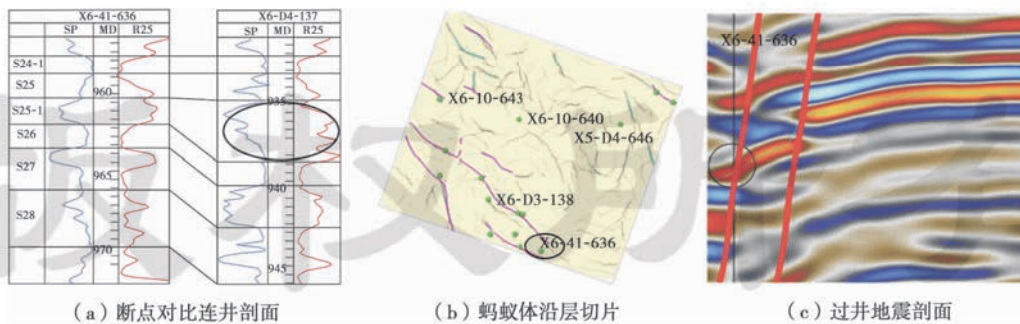 X6-41-636 X6-D4-137
SP MD R25 SP MD R25
S24-1
S25
S25-1
S26
S27
S28
960
965
970
935
940
945
X6-10-643
X6-10-640
X5-D4-646
X6-D3-138
X6-41-636
X6-41-636
(a)断点对比连井剖面
(b)蚂蚁体沿层切片
(c)过井地震剖面